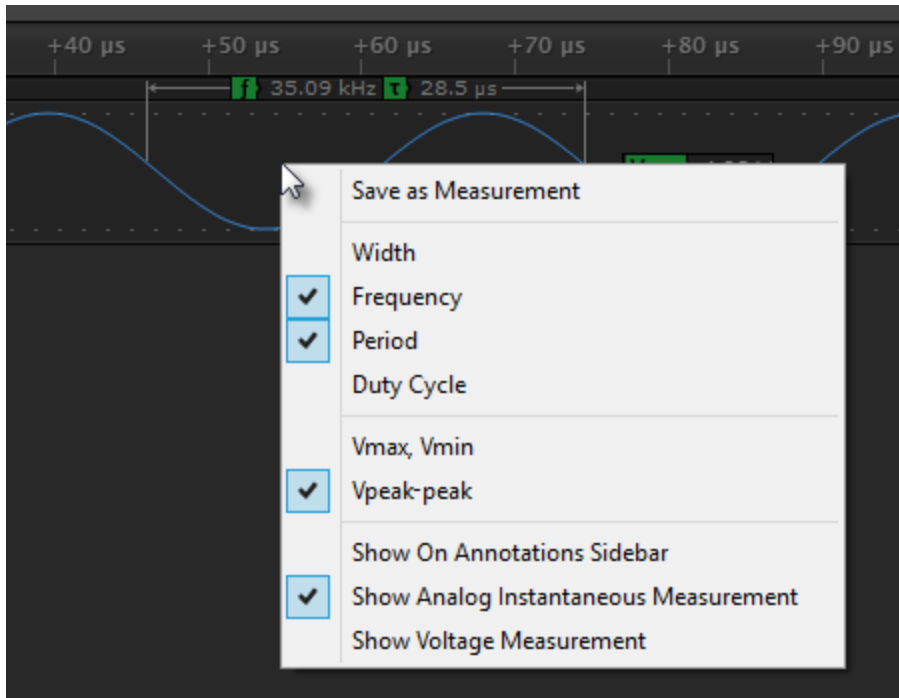 +40 µs +50 µs +60 µs +70 µs +80 µs +90 µs
f 35.09 kHz τ 28.5 µs
Save as Measurement
Width
Frequency
Period
Duty Cycle
Vmax, Vmin
Vpeak-peak
Show On Annotations Sidebar
Show Analog Instantaneous Measurement
Show Voltage Measurement